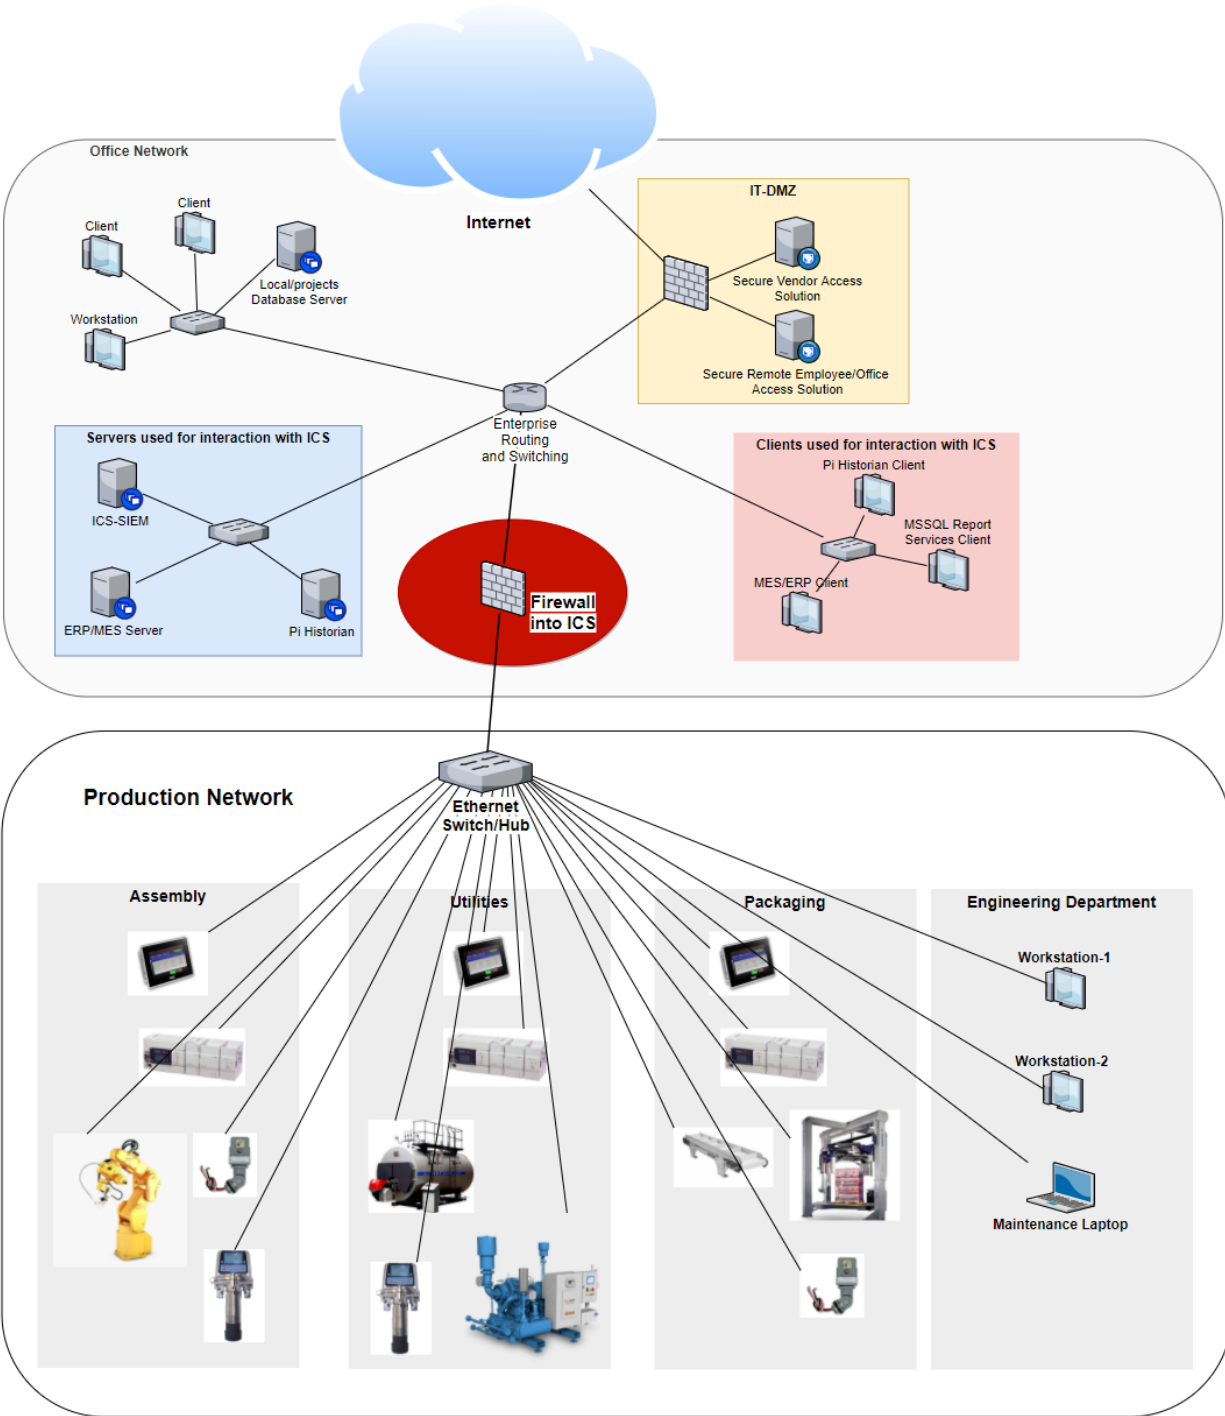 Office Network
Internet
IT-DMZ
Client
Client
Local/projects
Database Server
Workstation
Secure Vendor Access
Solution
Secure Remote Employee/Office
Access Solution
Enterprise
Routing
and Switching
Servers used for interaction with ICS
ICS-SIEM
ERP/MES Server
Pi Historian
Firewall
into ICS
Clients used for interaction with ICS
Pi Historian Client
MSSQL Report
Services Client
MES/ERP Client
Production Network
Ethernet
Switch/Hub
Assembly
Utilities
Packaging
Engineering Department
Workstation-1
Workstation-2
Maintenance Laptop